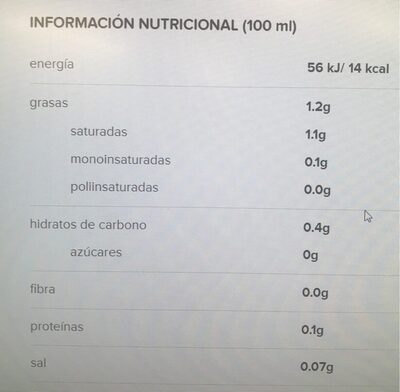 INFORMACIÓN NUTRICIONAL (100 ml)
energía 56 kJ/ 14 kcal
grasas 1.2g
saturadas 1.1g
monoinsaturadas 0.1g
poliinsaturadas 0.0g
hidratos de carbono 0.4g
azúcares 0g
fibra 0.0g
proteínas 0.1g
sal 0.07g